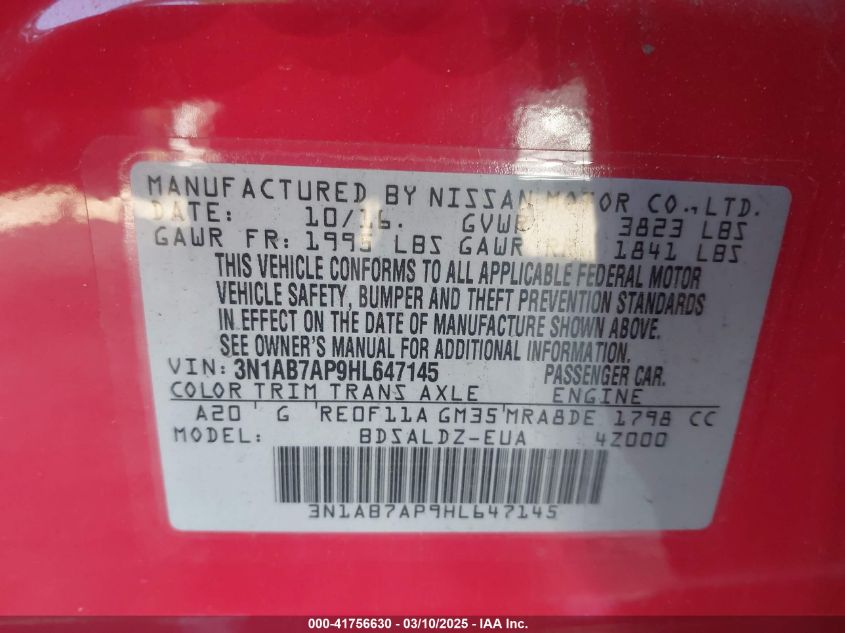 MANUFACTURED BY NISSAN MOTOR CO.,LTD.
DATE: 10/16. GVWR 3823 LBS
GAWR FR: 1995 LBS GAWR RR: 1841 LBS
THIS VEHICLE CONFORMS TO ALL APPLICABLE FEDERAL MOTOR
VEHICLE SAFETY, BUMPER AND THEFT PREVENTION STANDARDS
IN EFFECT ON THE DATE OF MANUFACTURE SHOWN ABOVE.
SEE OWNER'S MANUAL FOR ADDITIONAL INFORMATION.
VIN: 3N1AB7AP9HL647145 PASSENGER CAR.
COLOR TRIM TRANS AXLE ENGINE
A20 G RE0F11A GM35 MRA8DE 1798 CC
MODEL: BDSALDZ-EUA 4Z000
3N1AB7AP9HL647145
000-41756630 - 03/10/2025 - IAA Inc.